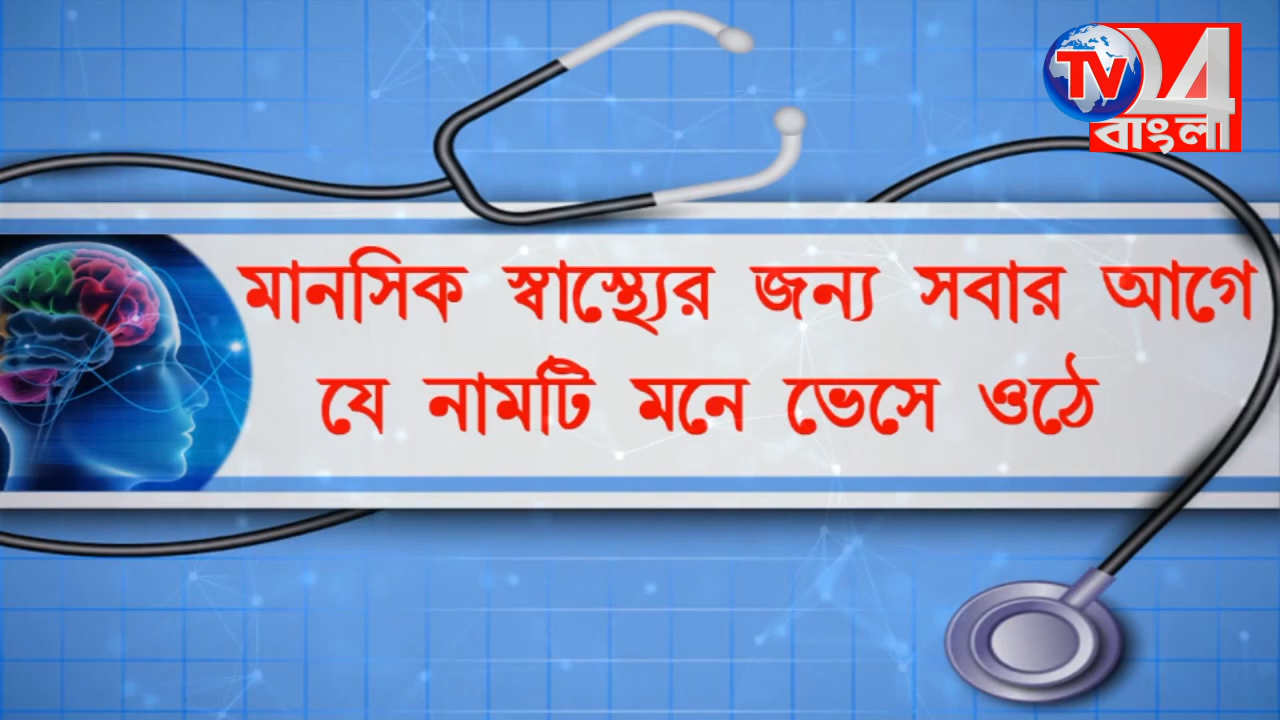 TV 24
বাংলা
মানসিক স্বাস্থ্যের জন্য সবার আগে
যে নামটি মনে ভেসে ওঠে